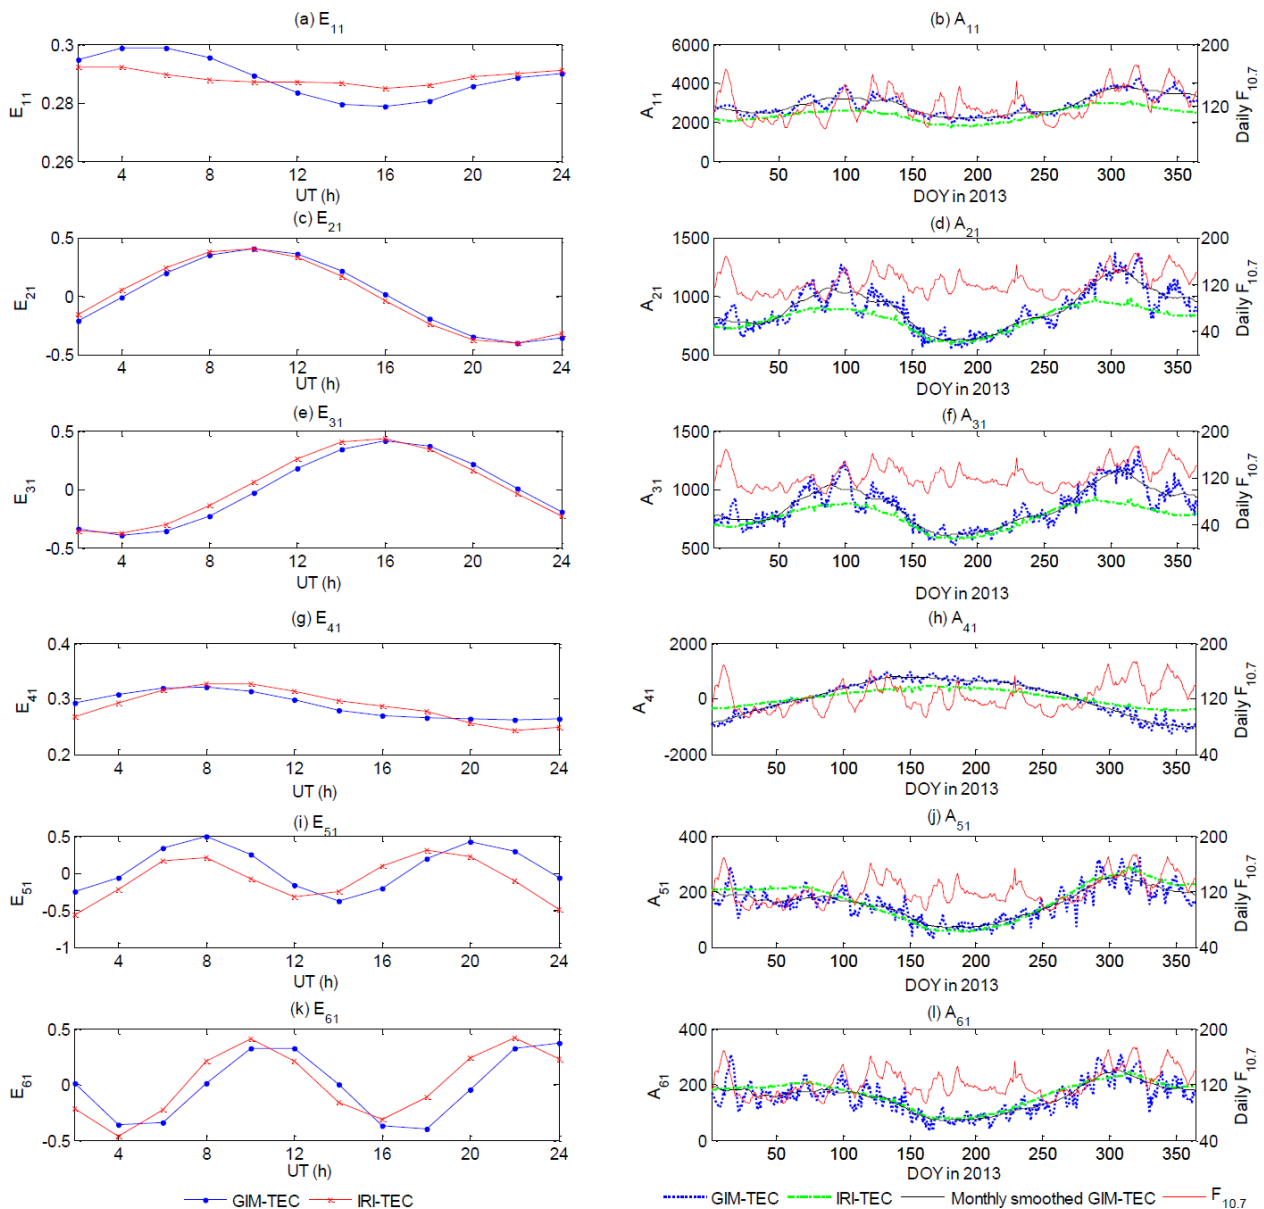 (a) E11
0.3
0.28
0.26
E11
4 8 12 16 20 24
UT (h)
(b) A11
6000
4000
2000
0
A11
200
120
Daily F10.7
50 100 150 200 250 300 350
DOY in 2013
(c) E21
0.5
0
-0.5
E21
4 8 12 16 20 24
UT (h)
(d) A21
1500
1000
500
A21
200
120
40
Daily F10.7
50 100 150 200 250 300 350
DOY in 2013
(e) E31
0.5
0
-0.5
E31
4 8 12 16 20 24
UT (h)
(f) A31
1500
1000
500
A31
200
120
40
Daily F10.7
50 100 150 200 250 300 350
DOY in 2013
(g) E41
0.4
0.3
0.2
E41
4 8 12 16 20 24
UT (h)
(h) A41
2000
0
-2000
A41
200
120
40
Daily F10.7
50 100 150 200 250 300 350
DOY in 2013
(i) E51
0.5
0
-0.5
-1
E51
4 8 12 16 20 24
UT (h)
(j) A51
400
200
0
A51
200
120
40
Daily F10.7
50 100 150 200 250 300 350
DOY in 2013
(k) E61
0.5
0
-0.5
E61
4 8 12 16 20 24
UT (h)
(l) A61
400
200
0
A61
200
120
40
Daily F10.7
50 100 150 200 250 300 350
DOY in 2013
GIM-TEC IRI-TEC
GIM-TEC IRI-TEC Monthly smoothed GIM-TEC F10.7